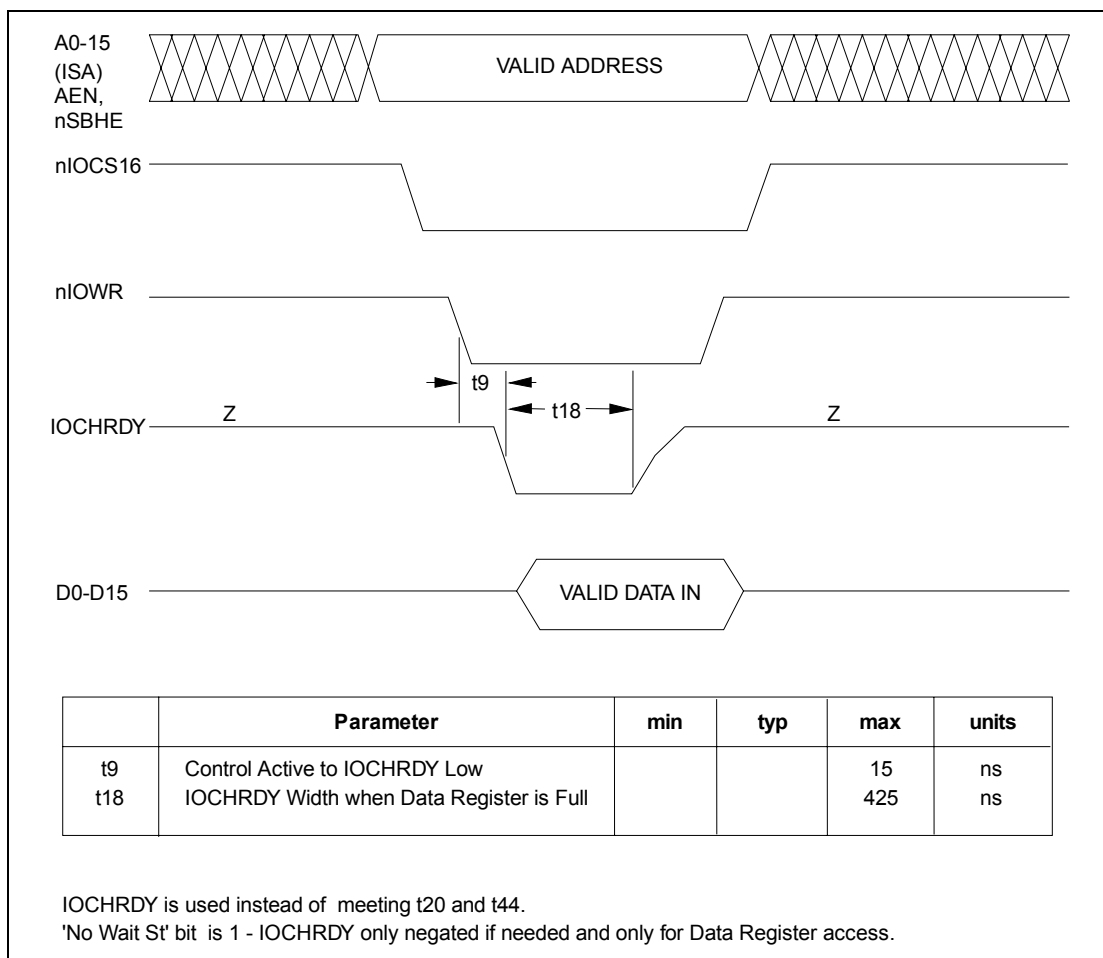 A0-15
(ISA)
AEN,
nSBHE
VALID ADDRESS
nIOCS16
nIOWR
t9
t18
IOCHRDY
Z
Z
D0-D15
VALID DATA IN
Parameter min typ max units
t9 Control Active to IOCHRDY Low 15 ns
t18 IOCHRDY Width when Data Register is Full 425 ns
IOCHRDY is used instead of meeting t20 and t44.
'No Wait St' bit is 1 - IOCHRDY only negated if needed and only for Data Register access.